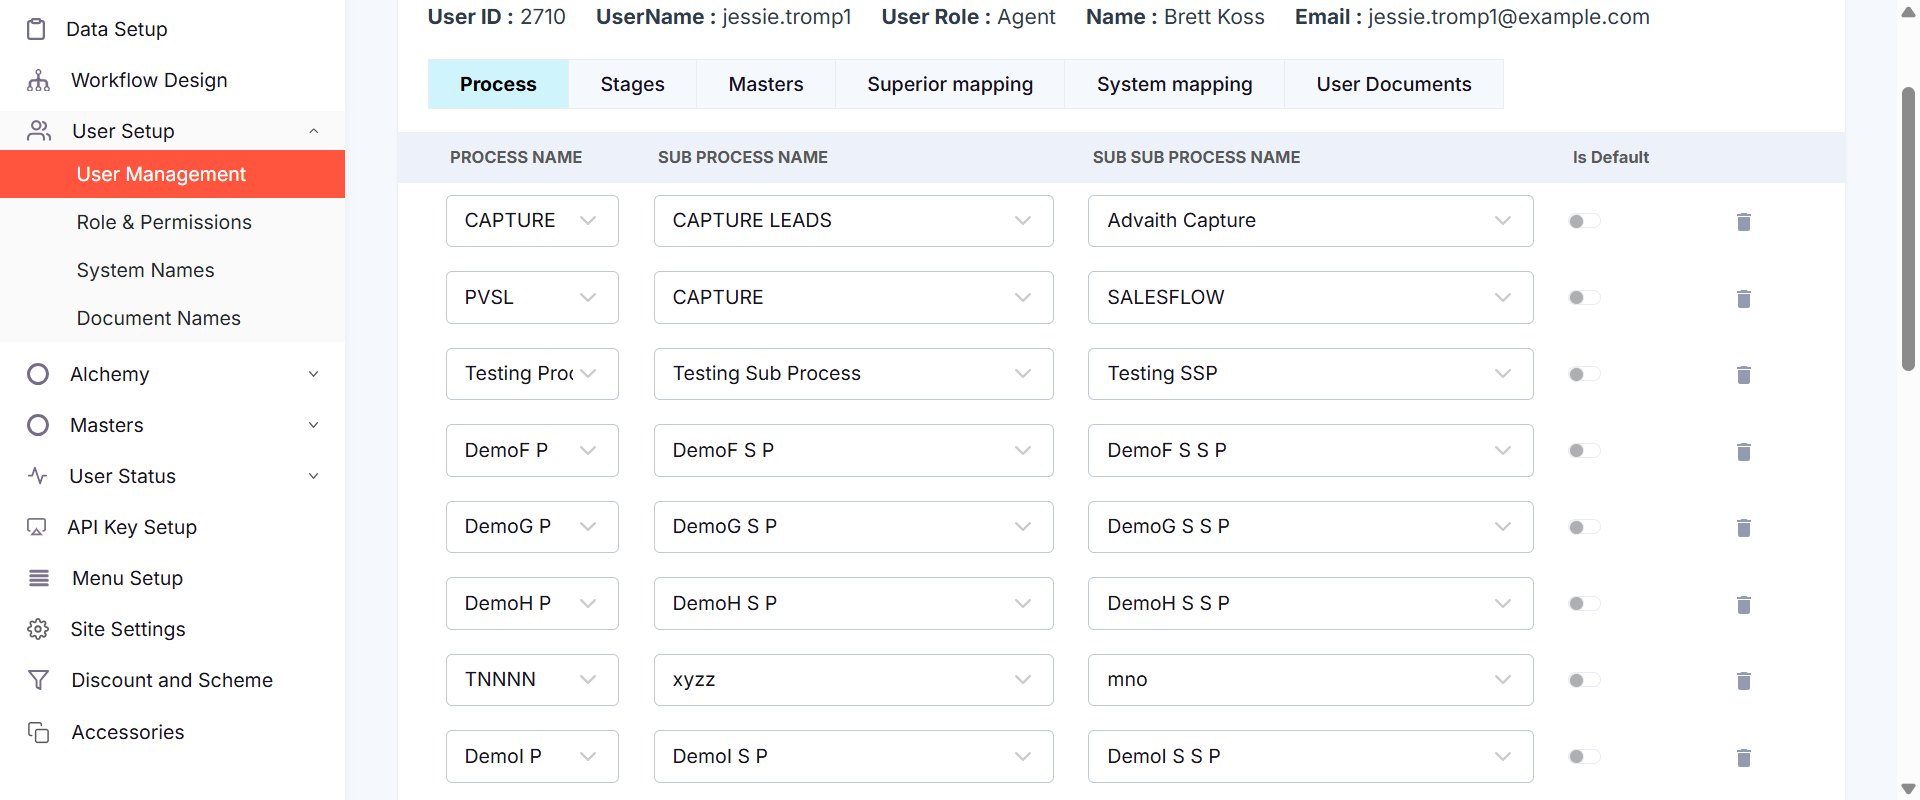 User ID : 2710 UserName : jessie.tromp1 User Role : Agent Name : Brett Koss Email : jessie.tromp1@example.com
Data Setup
Workflow Design
User Setup
User Management
Role & Permissions
System Names
Document Names
Alchemy
Masters
User Status
API Key Setup
Menu Setup
Site Settings
Discount and Scheme
Accessories
Process Stages Masters Superior mapping System mapping User Documents
PROCESS NAME SUB PROCESS NAME SUB SUB PROCESS NAME Is Default
CAPTURE CAPTURE LEADS Advaith Capture
PVSL CAPTURE SALESFLOW
Testing Testing Sub Process Testing SSP
DemoF P DemoF S P DemoF S S P
DemoG P DemoG S P DemoG S S P
DemoH P DemoH S P DemoH S S P
TNNNN xyzz mno
DemoI P DemoI S P DemoI S S P